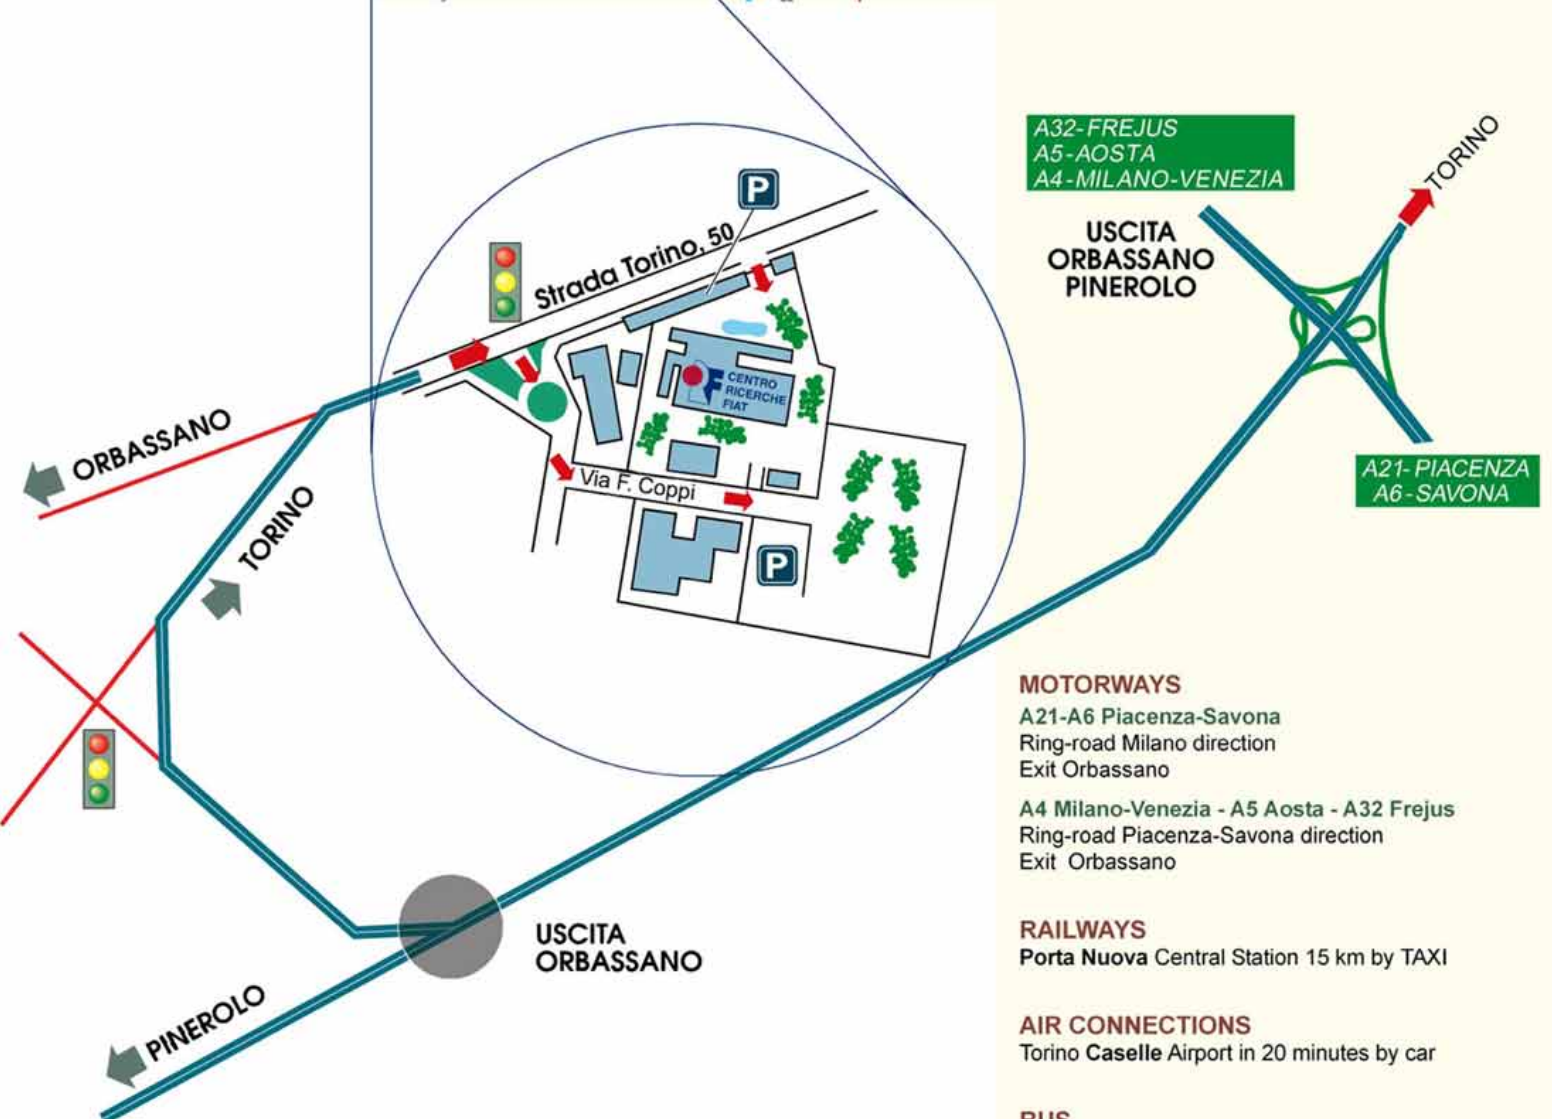 A32-FREJUS
A5-AOSTA
A4-MILANO-VENEZIA
TORINO
USCITA
ORBASSANO
PINEROLO
P
Strada Torino, 50
CENTRO
RICERCHE
FIAT
ORBASSANO
TORINO
Via F. Coppi
P
A21-PIACENZA
A6-SAVONA
USCITA
ORBASSANO
PINEROLO
MOTORWAYS
A21-A6 Piacenza-Savona
Ring-road Milano direction
Exit Orbassano
A4 Milano-Venezia - A5 Aosta - A32 Frejus
Ring-road Piacenza-Savona direction
Exit Orbassano
RAILWAYS
Porta Nuova Central Station 15 km by TAXI
AIR CONNECTIONS
Torino Caselle Airport in 20 minutes by car
BUS